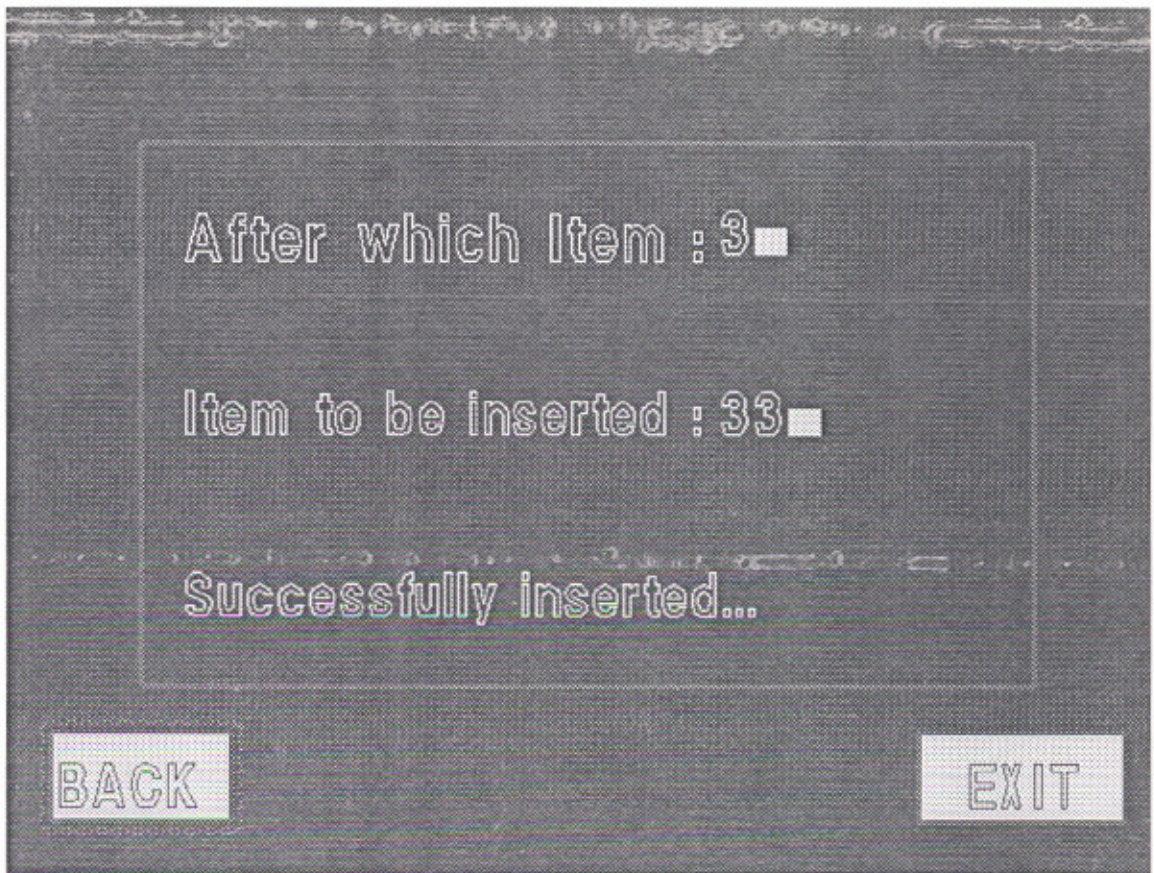 After which Item : 3
Item to be inserted : 33
Successfully inserted...
BACK
EXIT